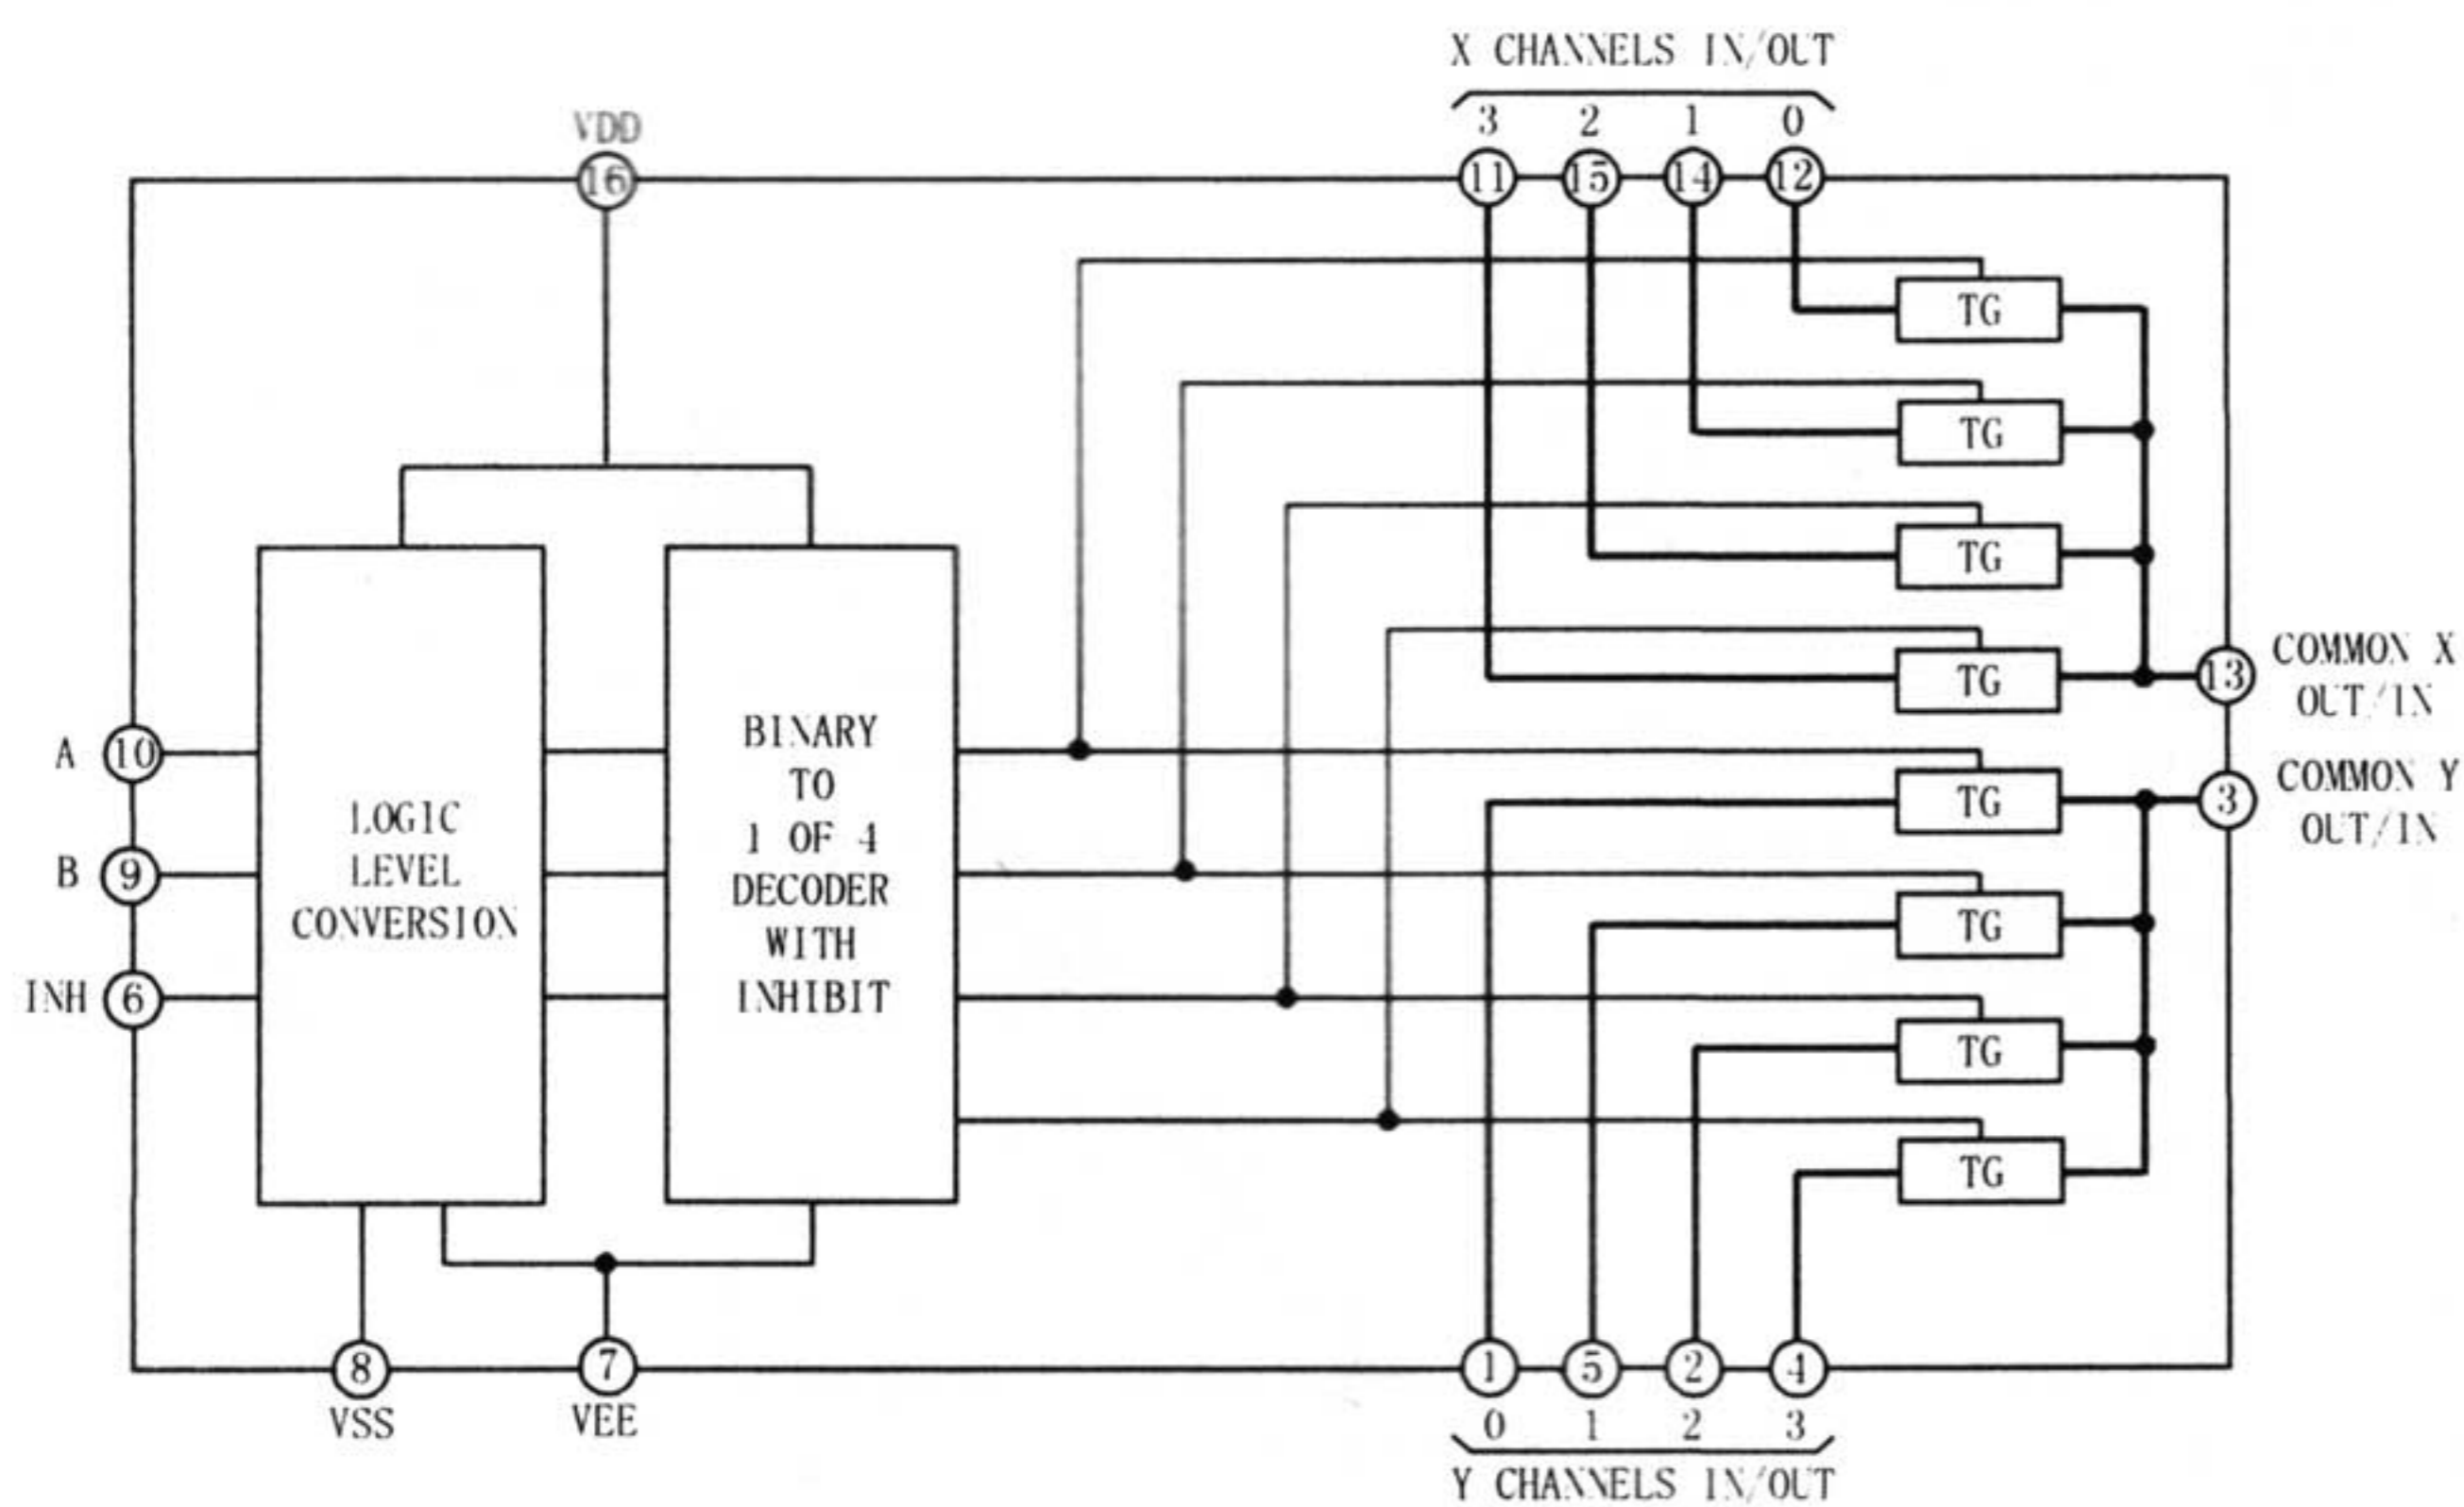 X CHANNELS IN/OUT
3 2 1 0
VDD
16
11 15 14 12
TG
TG
TG
TG
COMMON X
OUT/IN
13
A 10
B 9
INH 6
LOGIC
LEVEL
CONVERSION
BINARY
TO
1 OF 4
DECODER
WITH
INHIBIT
TG
COMMON Y
OUT/IN
3
TG
TG
TG
8 7 1 5 2 4
VSS VEE
0 1 2 3
Y CHANNELS IN/OUT